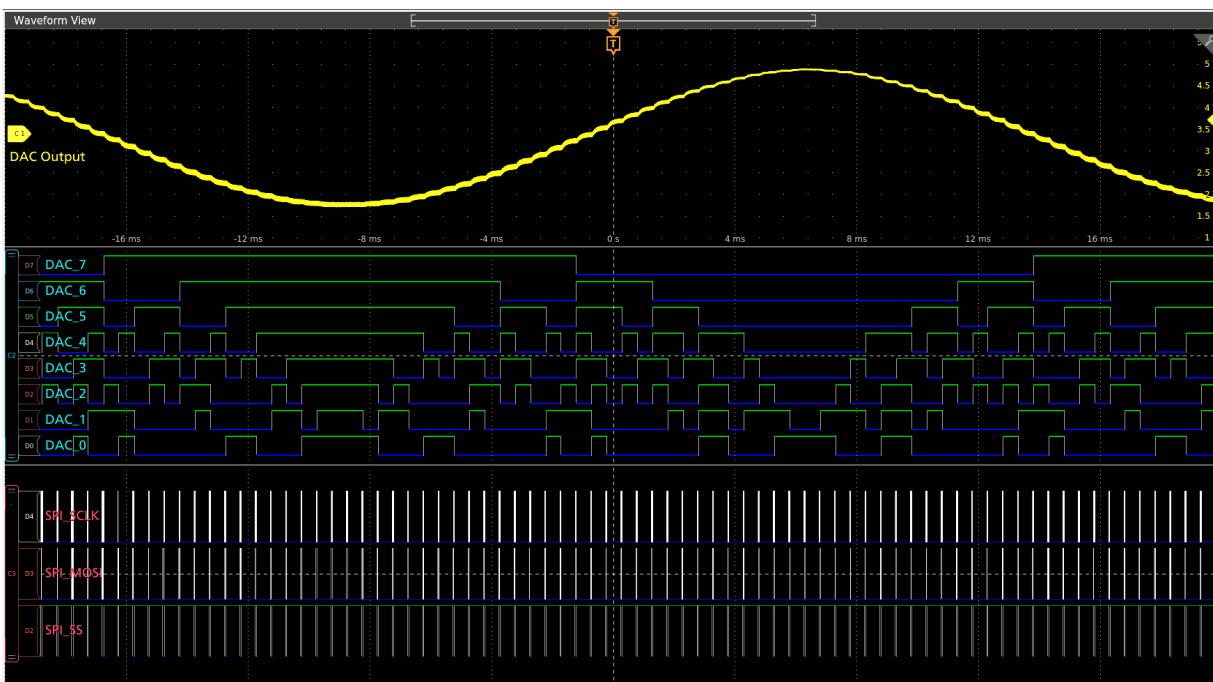 Waveform View
T
T
5
4.5
4
3.5
3
2.5
2
1.5
1
C 1
DAC Output
-16 ms -12 ms -8 ms -4 ms 0 s 4 ms 8 ms 12 ms 16 ms
D7 DAC_7
D6 DAC_6
D5 DAC_5
D4 DAC_4
C2
D3 DAC_3
D2 DAC_2
D1 DAC_1
D0 DAC_0
D4 SPI_SCLK
C3 D3 SPI_MOSI
D2 SPI_SS